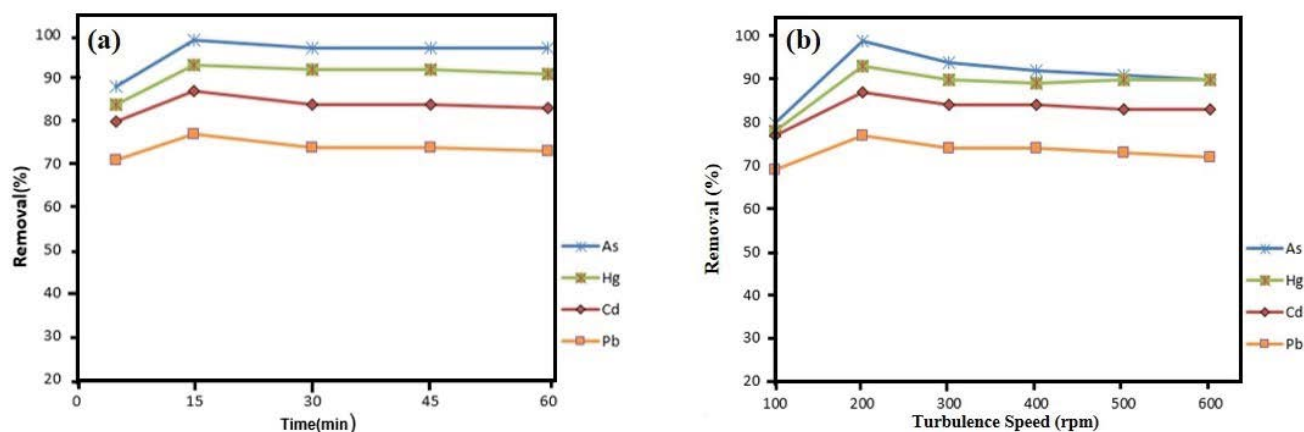 (a)
100
90
80
70
60
50
40
30
20
Removal(%)
0 15 30 45 60
Time(min)
As
Hg
Cd
Pb
(b)
100
90
80
70
60
50
40
30
20
Removal (%)
100 200 300 400 500 600
Turbulence Speed (rpm)
As
Hg
Cd
Pb